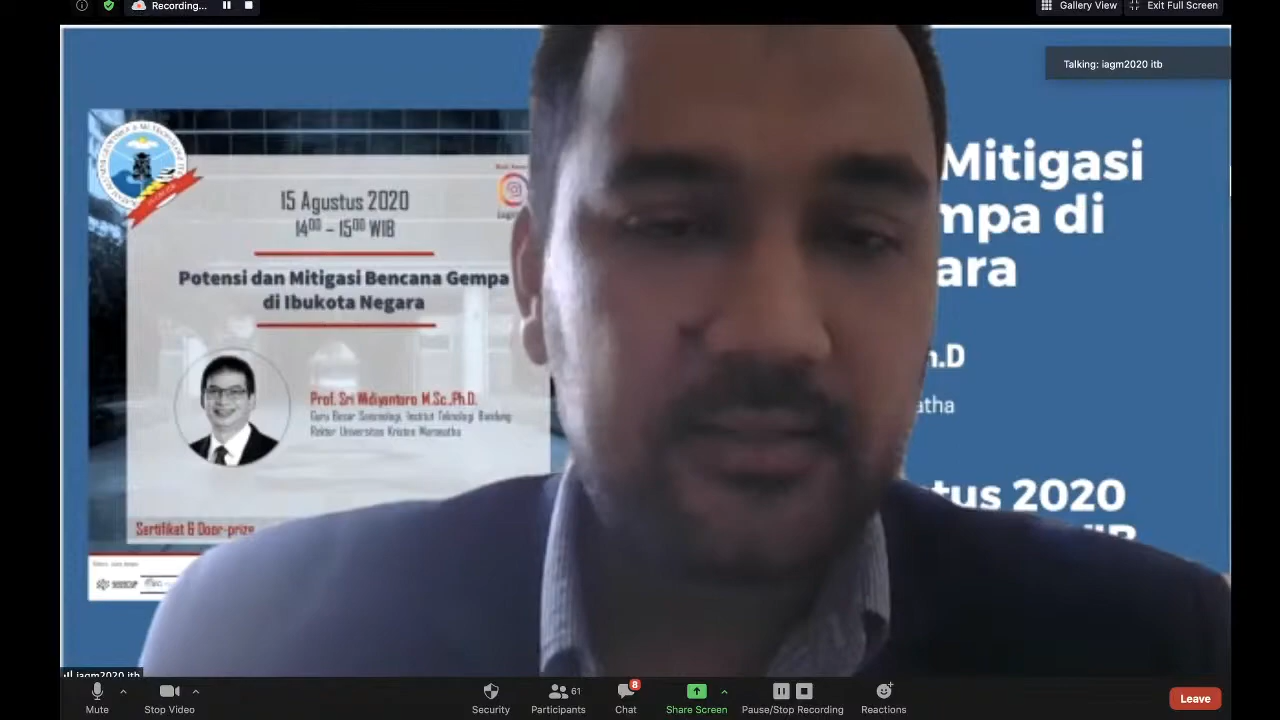 Recording...
Gallery View
Exit Full Screen
Talking: iagm2020 itb
15 Agustus 2020
14⁰⁰ – 15⁰⁰ WIB
Potensi dan Mitigasi Bencana Gempa
di Ibukota Negara
Prof. Sri Widiyantoro M.Sc.,Ph.D.
Guru Besar Seismologi, Institut Teknologi Bandung
Rektor Universitas Kristen Maranatha
Sertifikat & Door-prize
Mitigasi
mpa di
ara
h.D
atha
tus 2020
WIB
iagm2020 itb
Mute
Stop Video
Security
Participants
61
Chat
8
Share Screen
Pause/Stop Recording
Reactions
Leave